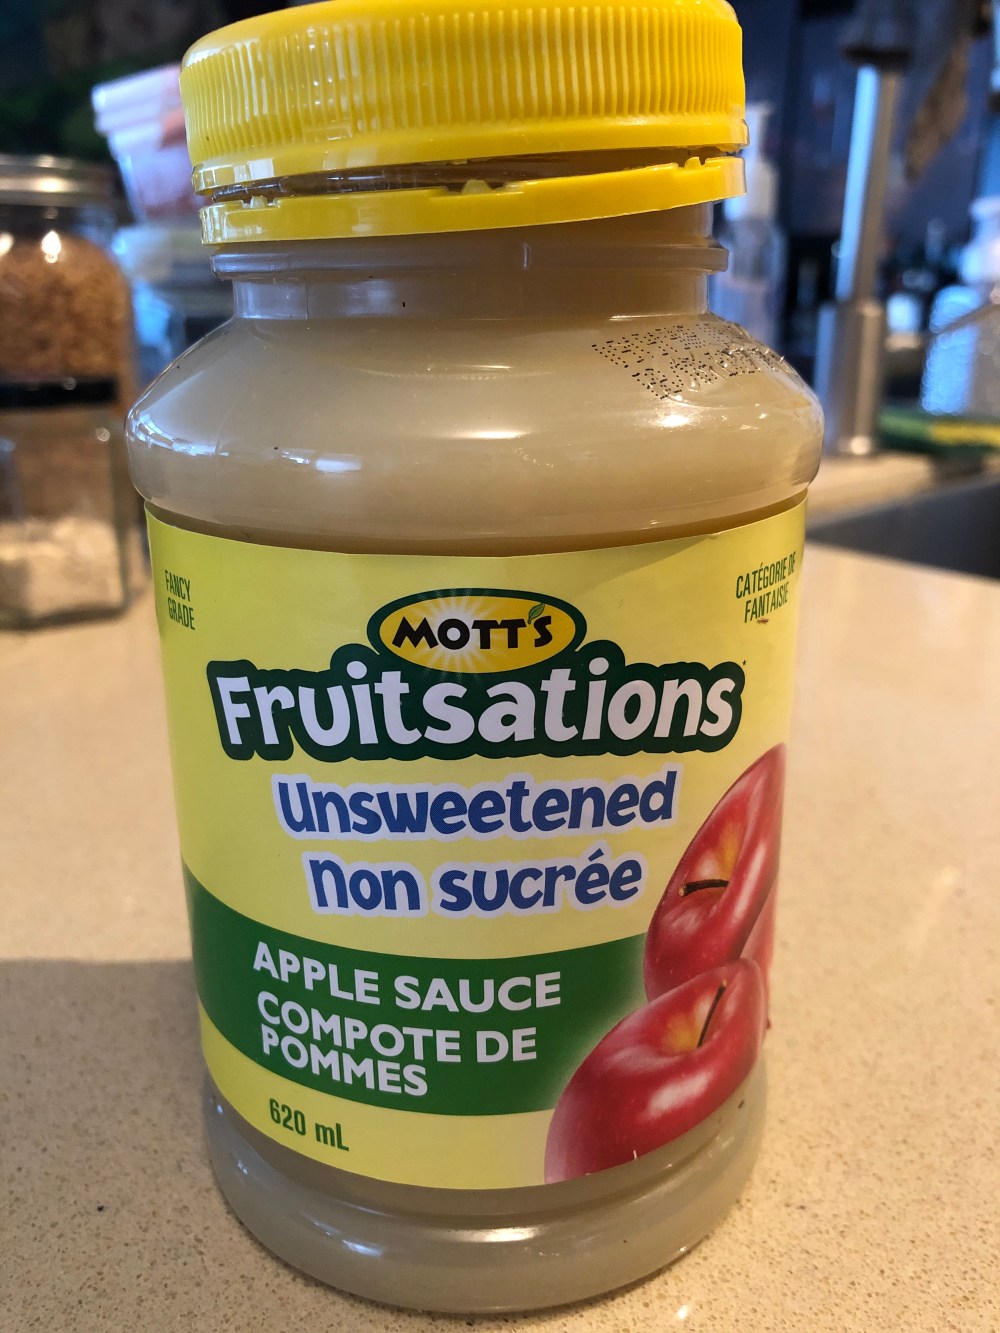 FANCY
GRADE
CATÉGORIE DE
FANTAISIE
MOTT'S
Fruitsations
Unsweetened
non sucrée
APPLE SAUCE
COMPOTE DE
POMMES
620 mL